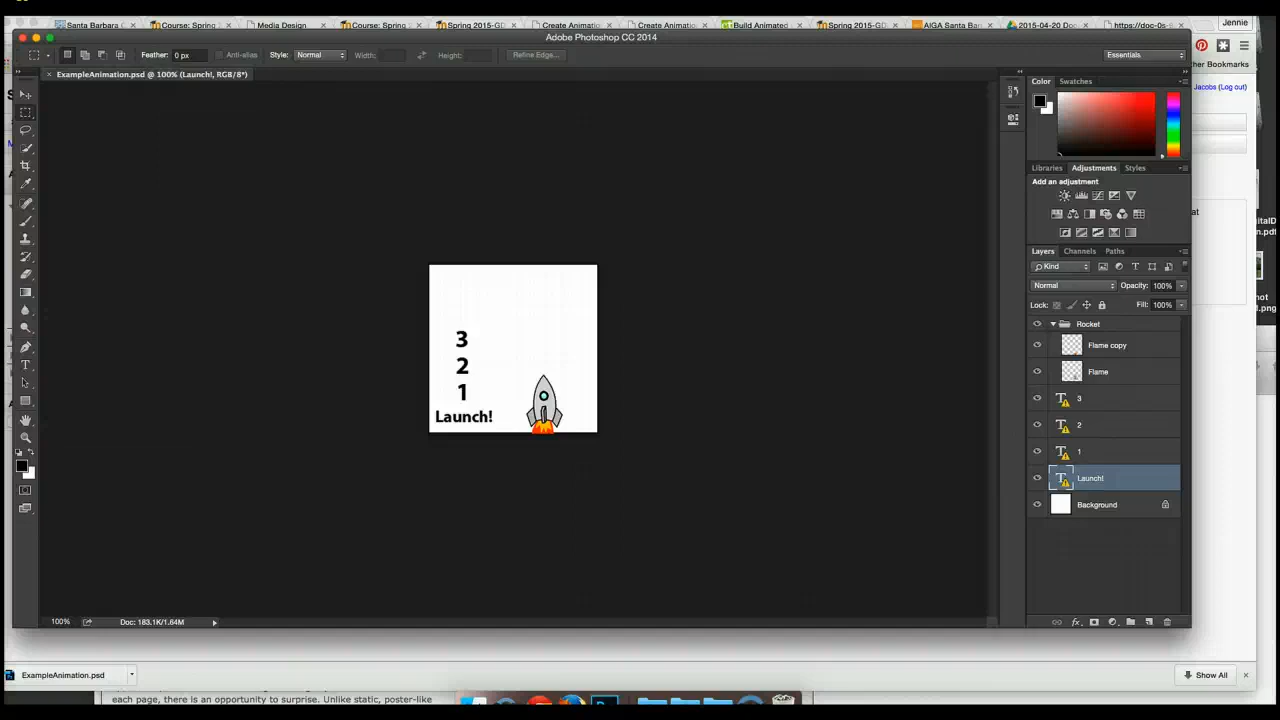 Santa Barbara
Course: Spring
Media Design
Course: Spring
Spring 2015-GD
Create Animation
Create Animation
Build Animated
Spring 2015-GD
AIGA Santa Bar
2015-04-20 Doc
https://doc-0s-8
Jennie
Adobe Photoshop CC 2014
Feather: 0 px
Anti-alias
Style: Normal
Width:
Height:
Refine Edge...
Essentials
her Bookmarks
ExampleAnimation.psd @ 100% (Launch!, RGB/8*)
Color
Swatches
Jacobs (Log out)
Libraries
Adjustments
Styles
Add an adjustment
at
Layers
Channels
Paths
Kind
Normal
Opacity: 100%
Lock:
Fill: 100%
Rocket
Flame copy
Flame
3
2
1
Launch!
Background
3
2
1
Launch!
100%
Doc: 183.1K/1.64M
ExampleAnimation.psd
Show All
each page, there is an opportunity to surprise. Unlike static, poster-like